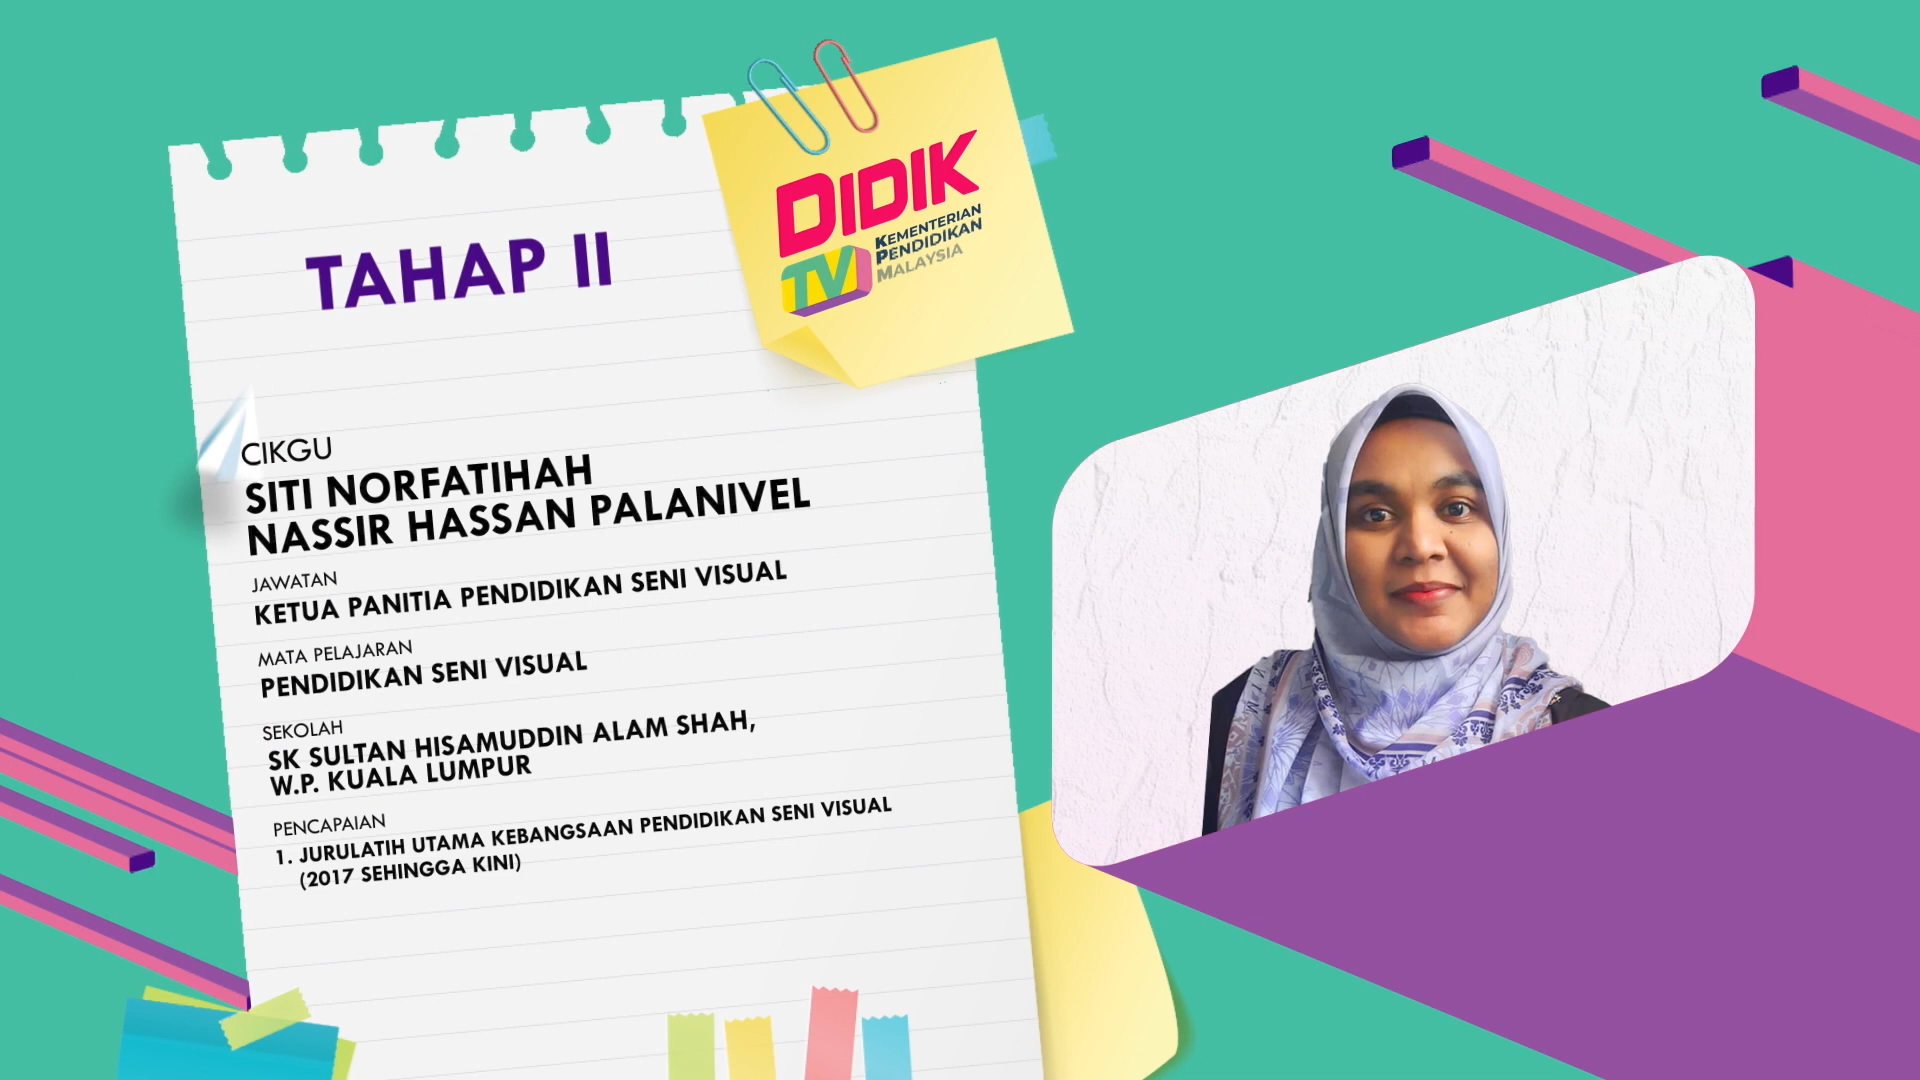 TAHAP II
DIDIK
TV
KEMENTERIAN
PENDIDIKAN
MALAYSIA
CIKGU
SITI NORFATIHAH
NASSIR HASSAN PALANIVEL
JAWATAN
KETUA PANITIA PENDIDIKAN SENI VISUAL
MATA PELAJARAN
PENDIDIKAN SENI VISUAL
SEKOLAH
SK SULTAN HISAMUDDIN ALAM SHAH,
W.P. KUALA LUMPUR
PENCAPAIAN
1. JURULATIH UTAMA KEBANGSAAN PENDIDIKAN SENI VISUAL
(2017 SEHINGGA KINI)